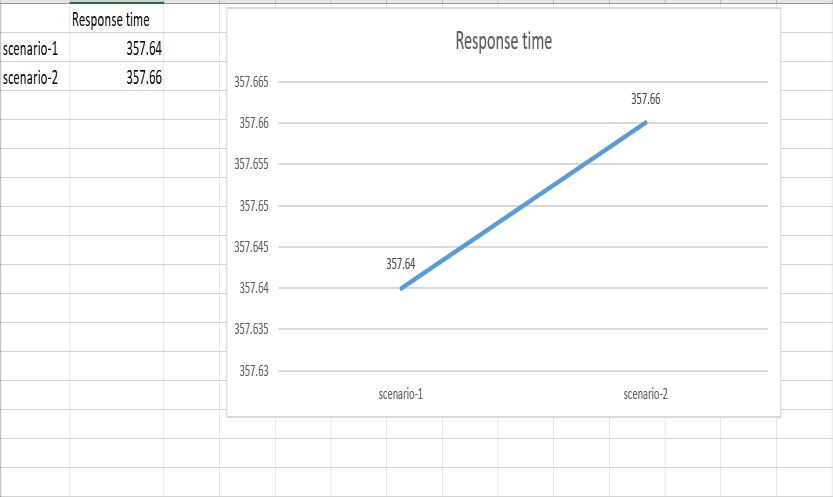 Response time
scenario-1 357.64
scenario-2 357.66
Response time
357.665
357.66
357.66
357.655
357.65
357.645
357.64
357.64
357.635
357.63
scenario-1 scenario-2